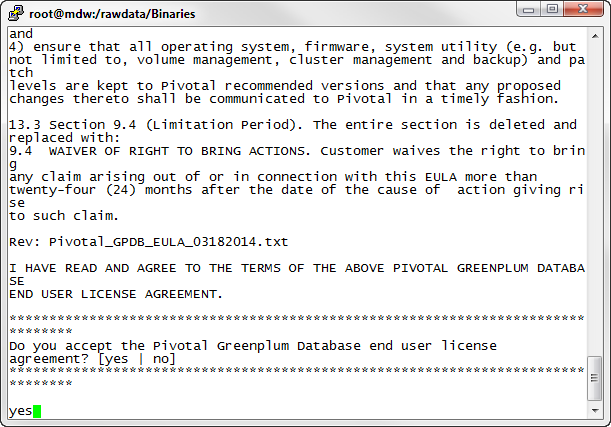 root@mdw:/rawdata/Binaries
and
4) ensure that all operating system, firmware, system utility (e.g. but
not limited to, volume management, cluster management and backup) and pa
tch
levels are kept to Pivotal recommended versions and that any proposed
changes thereto shall be communicated to Pivotal in a timely fashion.
13.3 Section 9.4 (Limitation Period). The entire section is deleted and
replaced with:
9.4  WAIVER OF RIGHT TO BRING ACTIONS. Customer waives the right to brin
g
any claim arising out of or in connection with this EULA more than
twenty-four (24) months after the date of the cause of  action giving ri
se
to such claim.
Rev: Pivotal_GPDB_EULA_03182014.txt
I HAVE READ AND AGREE TO THE TERMS OF THE ABOVE PIVOTAL GREENPLUM DATABA
SE
END USER LICENSE AGREEMENT.
************************************************************************
********
Do you accept the Pivotal Greenplum Database end user license
agreement? [yes | no]
************************************************************************
********
yes